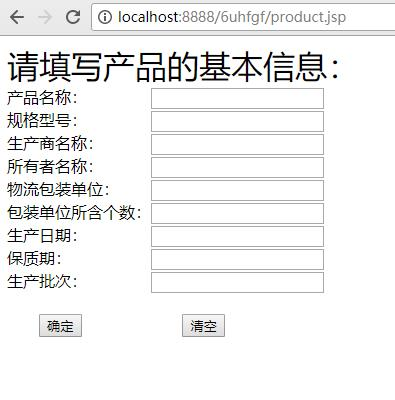 localhost:8888/6uhfgf/product.jsp
请填写产品的基本信息：
产品名称：
规格型号：
生产商名称：
所有者名称：
物流包装单位：
包装单位所含个数：
生产日期：
保质期：
生产批次：
确定 清空